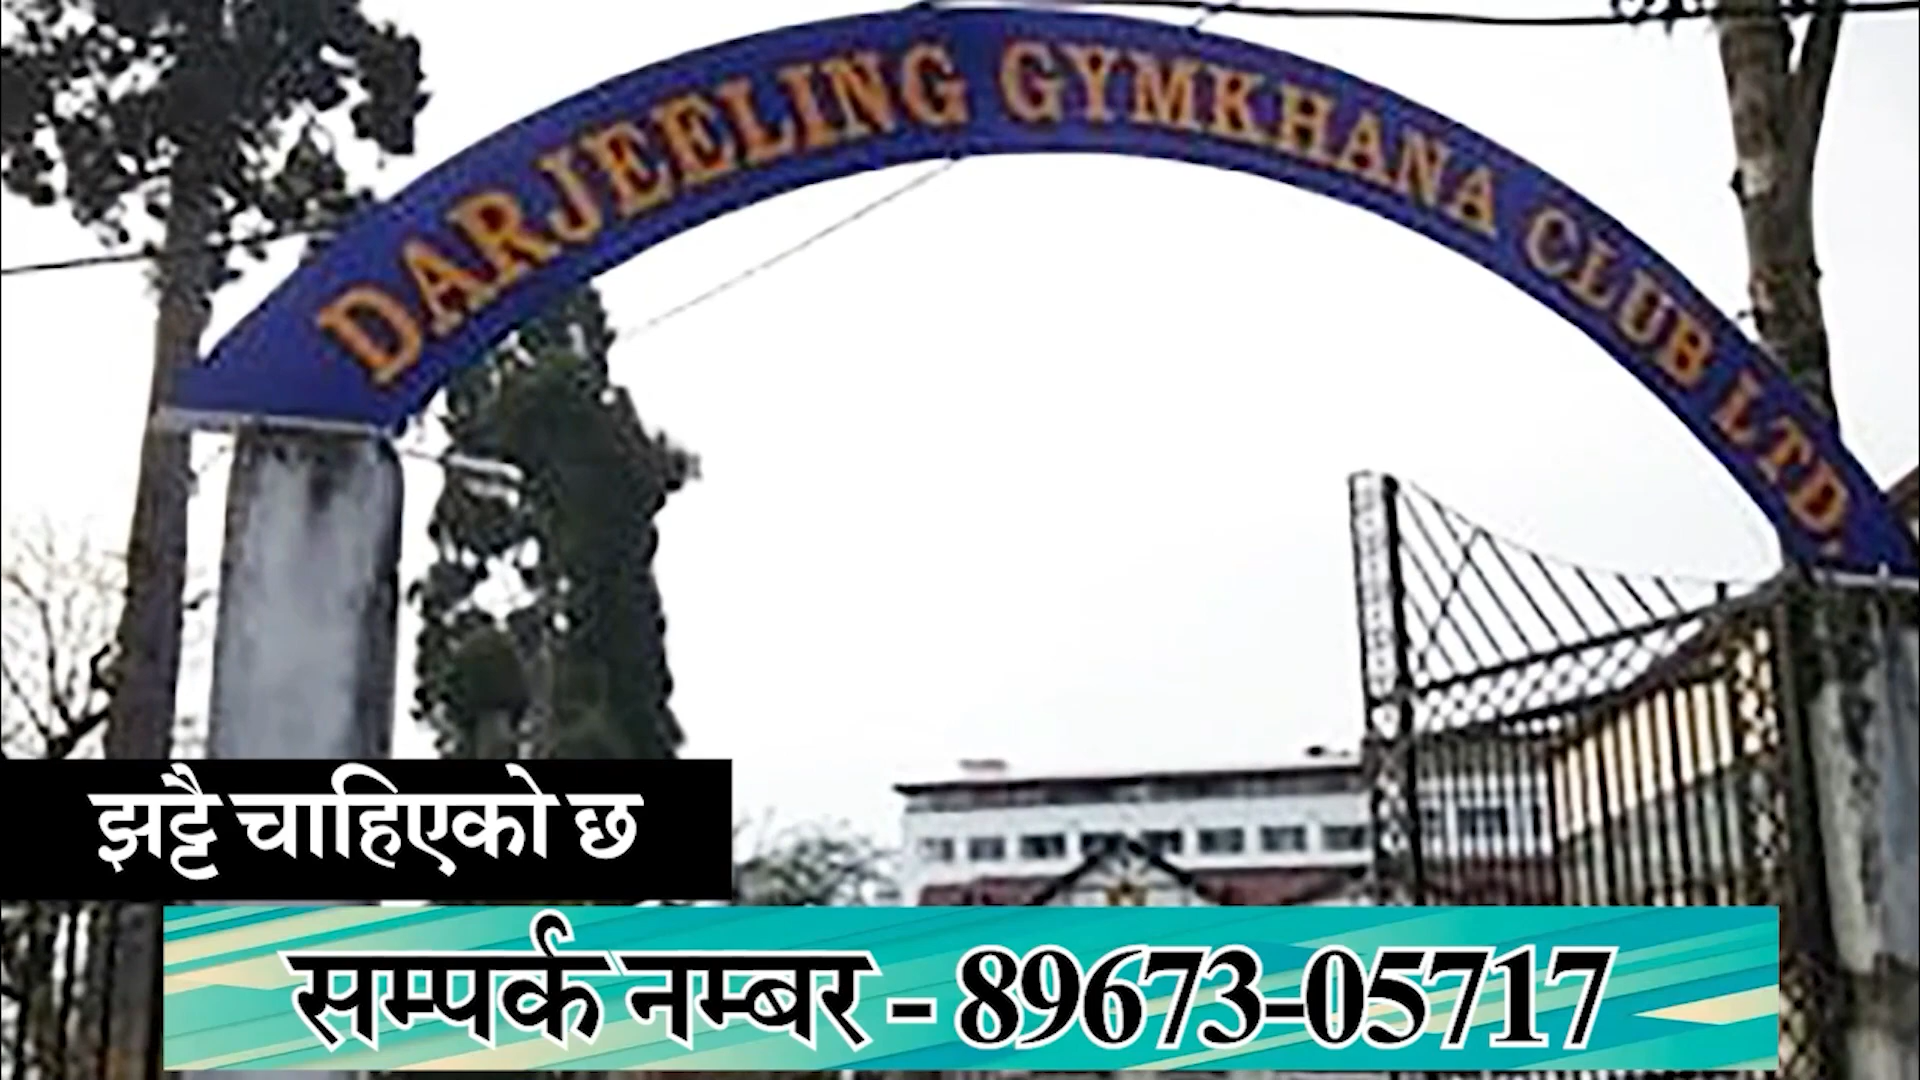 DARJEELING GYMKHANA CLUB LTD.
झट्टै चाहिएको छ
सम्पर्क नम्बर - 89673-05717